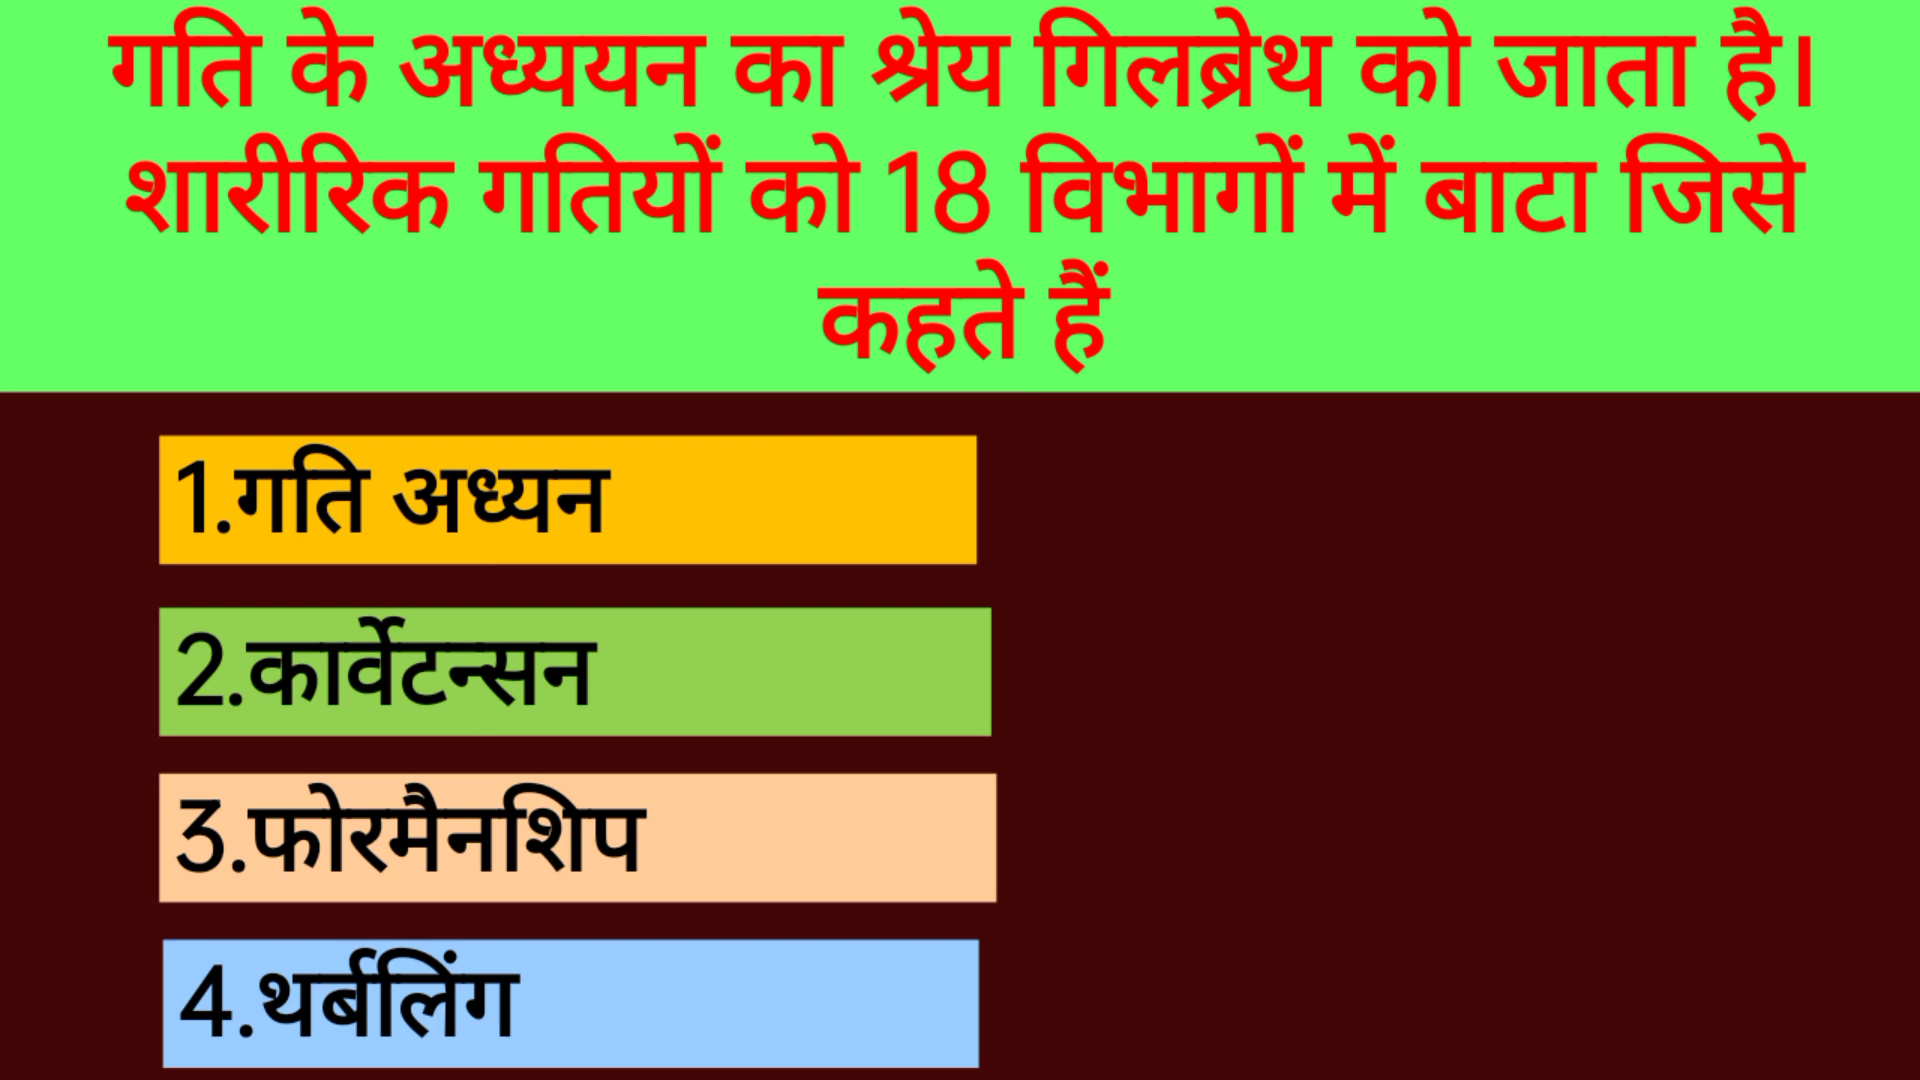 गति के अध्ययन का श्रेय गिलब्रेथ को जाता है।
शारीरिक गतियों को 18 विभागों में बाटा जिसे
कहते हैं
1.गति अध्यन
2.कार्वेटन्सन
3.फोरमैनशिप
4.थर्बलिंग